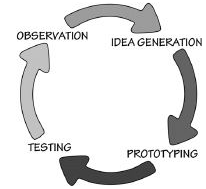 OBSERVATION
IDEA GENERATION
TESTING
PROTOTYPING